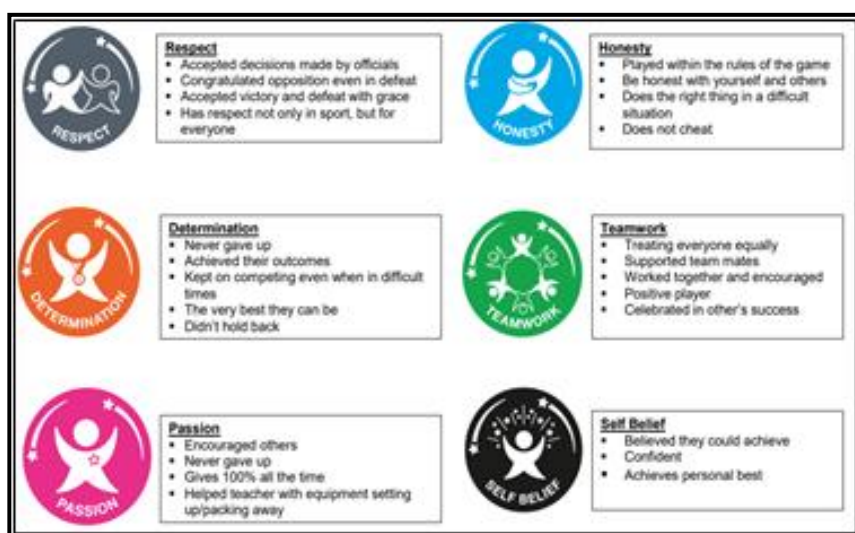 RESPECT
Respect
▪ Accepted decisions made by officials
▪ Congratulated opposition even in defeat
▪ Accepted victory and defeat with grace
▪ Has respect not only in sport, but for
everyone
HONESTY
Honesty
▪ Played within the rules of the game
▪ Be honest with yourself and others
▪ Does the right thing in a difficult
situation
▪ Does not cheat
DETERMINATION
Determination
▪ Never gave up
▪ Achieved their outcomes
▪ Kept on competing even when in difficult
times
▪ The very best they can be
▪ Didn't hold back
TEAMWORK
Teamwork
▪ Treating everyone equally
▪ Supported team mates
▪ Worked together and encouraged
▪ Positive player
▪ Celebrated in other's success
PASSION
Passion
▪ Encouraged others
▪ Never gave up
▪ Gives 100% all the time
▪ Helped teacher with equipment setting
up/packing away
SELF BELIEF
Self Belief
▪ Believed they could achieve
▪ Confident
▪ Achieves personal best